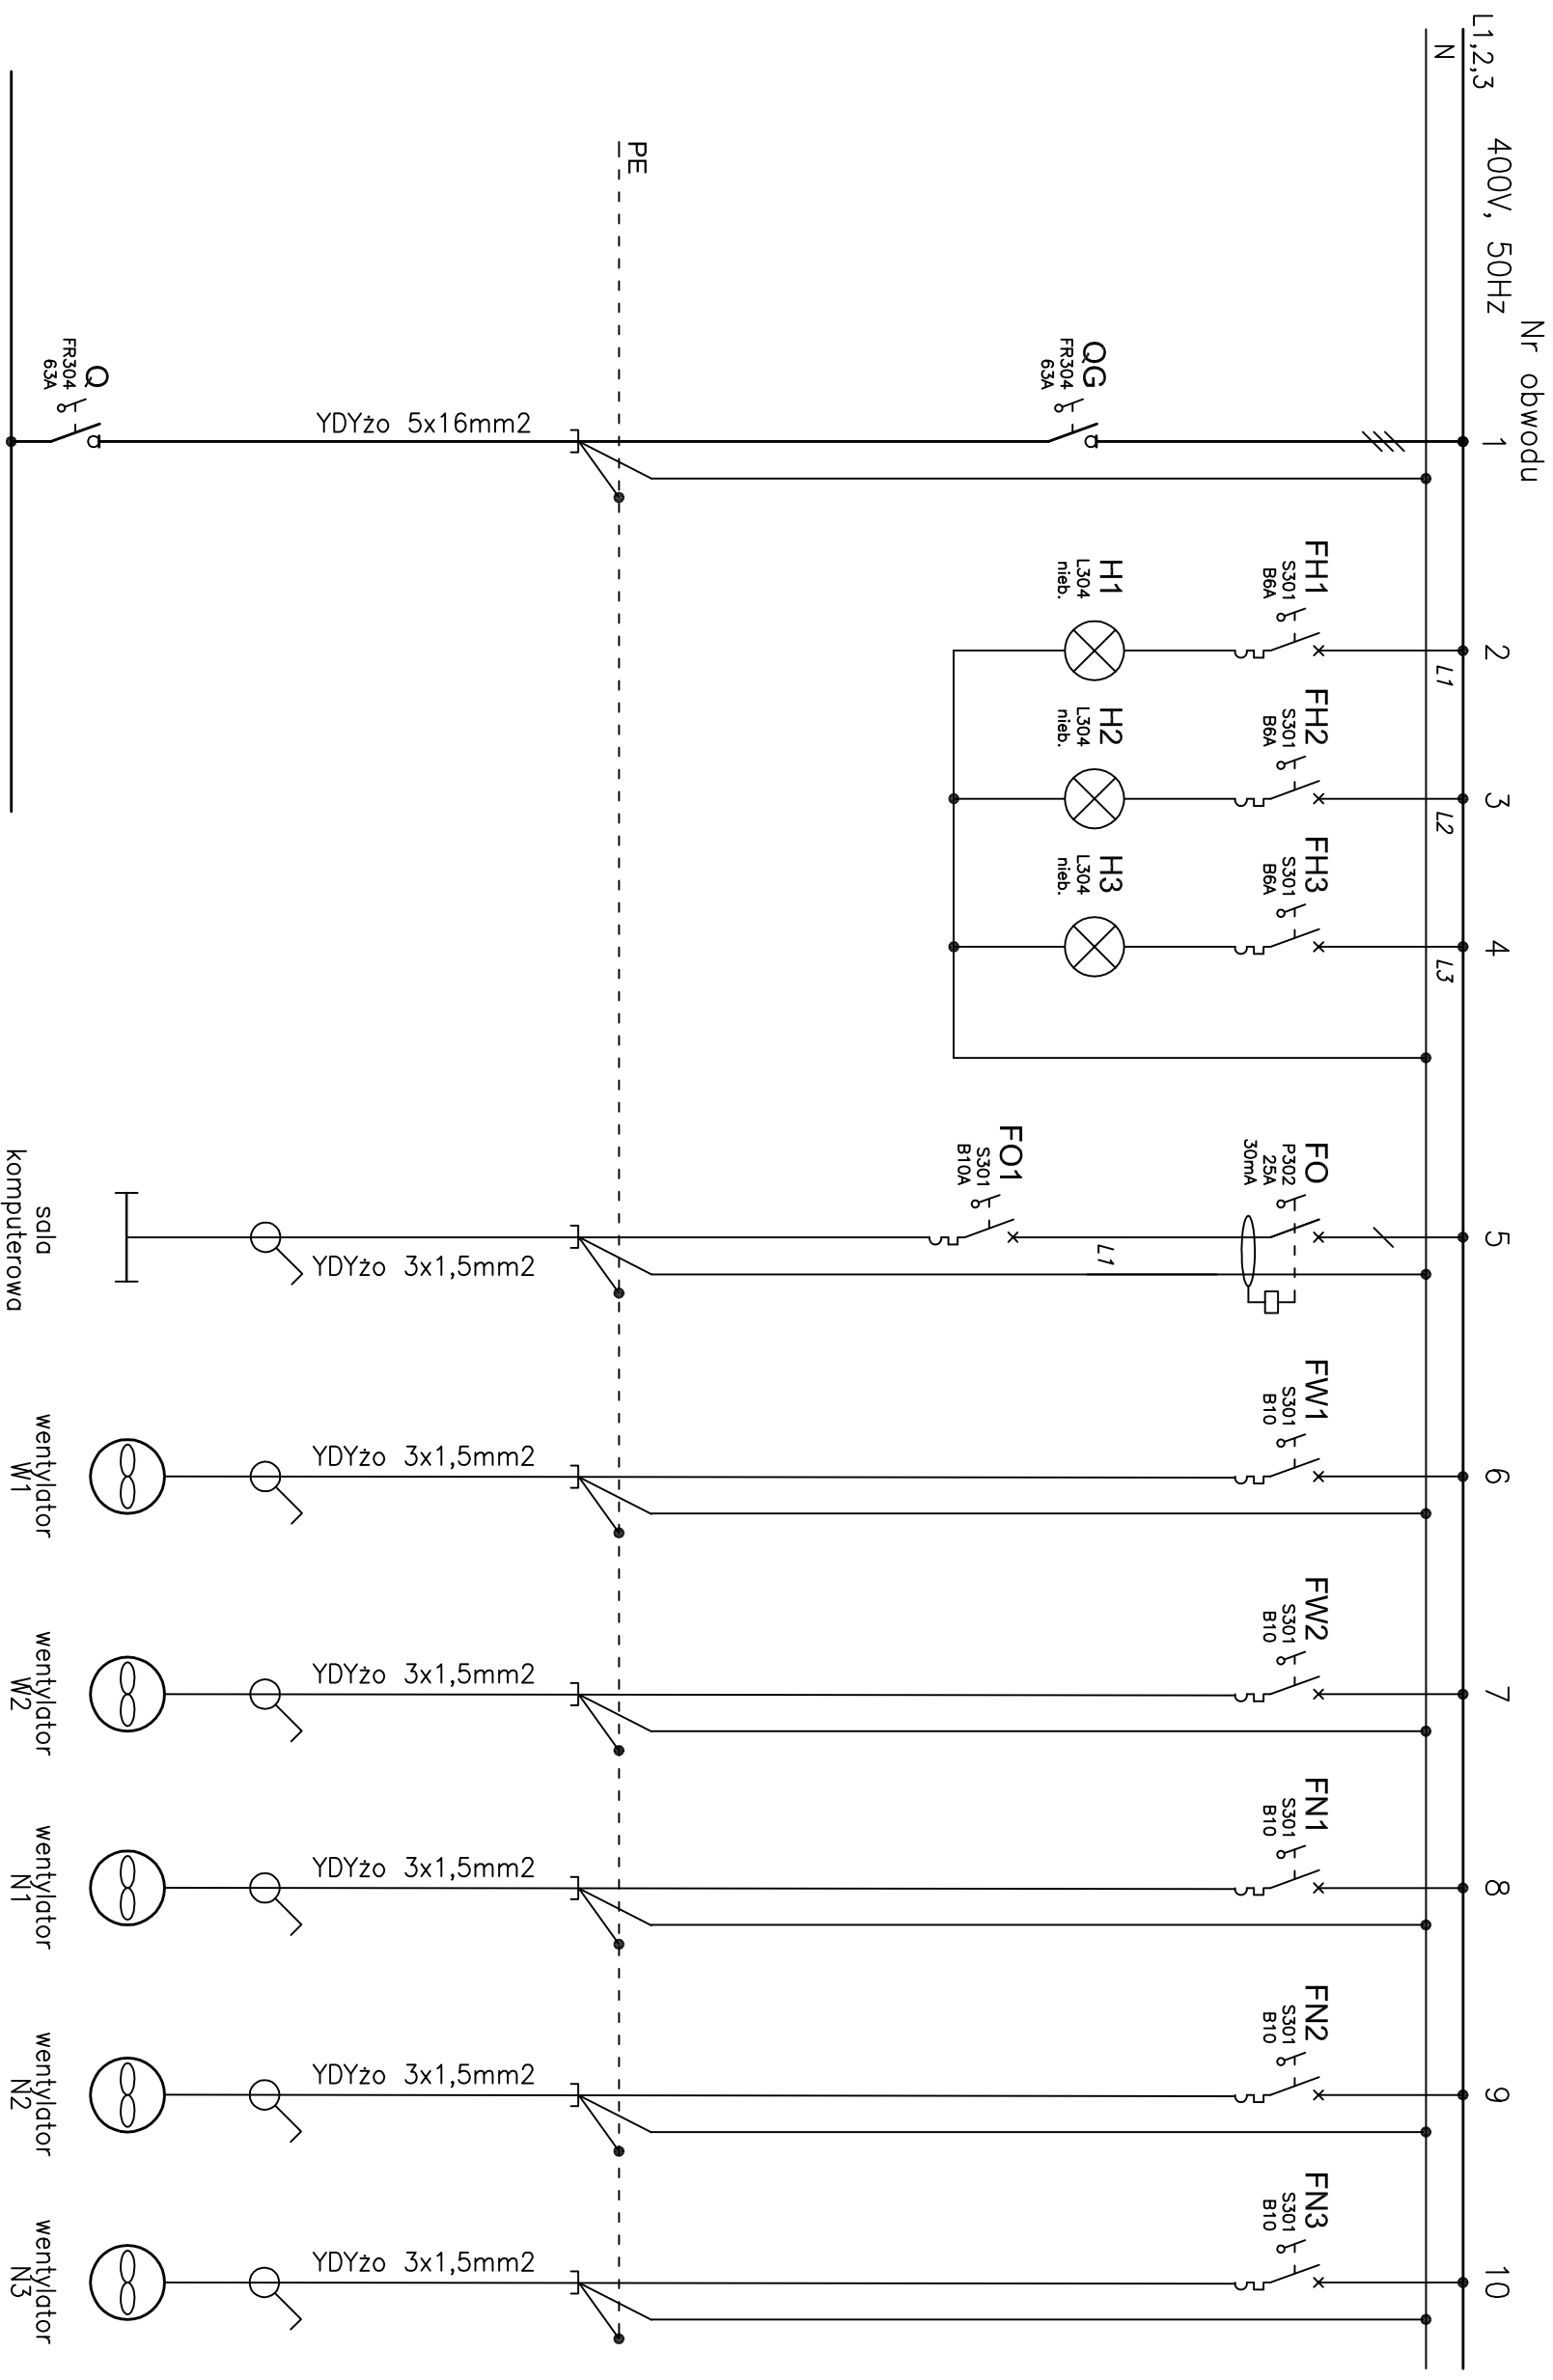 Nr obwodu
1
2
3
4
5
6
7
8
9
10
L1,2,3
400V, 50Hz
N
L1
L2
L3
QG
FR304
63A
FH1
S301
B6A
FH2
S301
B6A
FH3
S301
B6A
FO
P302
25A
30mA
FW1
S301
B10
FW2
S301
B10
FN1
S301
B10
FN2
S301
B10
FN3
S301
B10
H1
L304
nieb.
H2
L304
nieb.
H3
L304
nieb.
L1
FO1
S301
B10A
PE
YDYżo 5x16mm2
YDYżo 3x1,5mm2
YDYżo 3x1,5mm2
YDYżo 3x1,5mm2
YDYżo 3x1,5mm2
YDYżo 3x1,5mm2
YDYżo 3x1,5mm2
Q
FR304
63A
sala
komputerowa
wentylator
W1
wentylator
W2
wentylator
N1
wentylator
N2
wentylator
N3